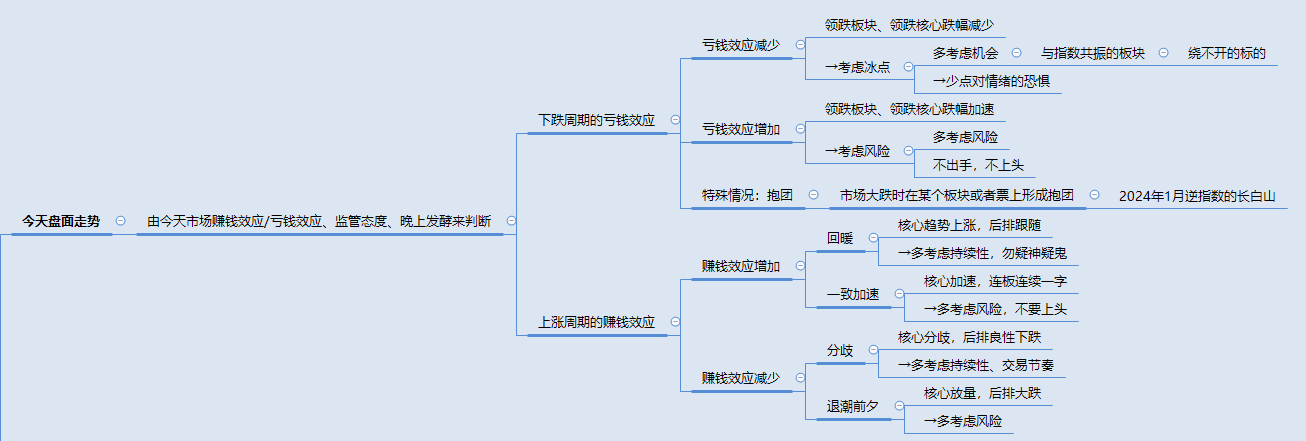 今天盘面走势
由今天市场赚钱效应/亏钱效应、监管态度、晚上发酵来判断
下跌周期的亏钱效应
亏钱效应减少
领跌板块、领跌核心跌幅减少
→考虑冰点
多考虑机会
与指数共振的板块
绕不开的标的
→少点对情绪的恐惧
亏钱效应增加
领跌板块、领跌核心跌幅加速
→考虑风险
多考虑风险
不出手，不上头
特殊情况：抱团
市场大跌时在某个板块或者票上形成抱团
2024年1月逆指数的长白山
上涨周期的赚钱效应
赚钱效应增加
回暖
核心趋势上涨，后排跟随
→多考虑持续性，勿疑神疑鬼
一致加速
核心加速，连板连续一字
→多考虑风险，不要上头
赚钱效应减少
分歧
核心分歧，后排良性下跌
→多考虑持续性、交易节奏
退潮前夕
核心放量，后排大跌
→多考虑风险